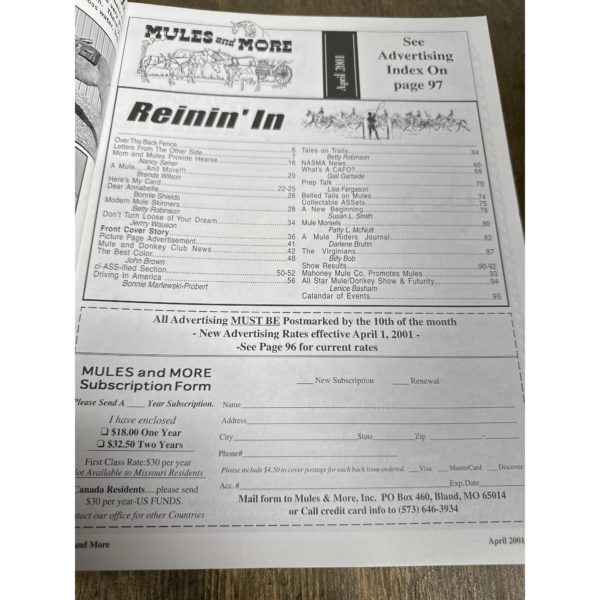 oss water
MULES and MORE
April 2001
See
Advertising
Index On
page 97
Reinin' In
Over The Back Fence 6
Letters From The Other Side 7
Mom and Mules Provide Hearse 18
Nancy Seher
A Mule.....And More!!! 20
Brenda Wilson
Here's My Card 22-25
Dear Annabelle
Bonnie Shields 26
Modern Mule Skinners 28
Betty Robinson
Don't Turn Loose of Your Dream 34
Jerry Wauson
Front Cover Story 36
Picture Page Advertisement 41
Mule and Donkey Club News 42
The Best Color 48
John Brown
cl-ASS-ified Section 50-52
Driving In America 56
Bonnie Marlewski-Probert
Tales on Trails 64
Betty Robinson
NASMA News
What's A CAFO? 68
Gail Gartside
Prep Talk 70
Lisa Ferguson
Belled Tails on Mules 74
Collectable ASSets 75
A New Beginning 76
Susan L. Smith
Mule Morsels 80
Patty L. McNutt
A Mule Riders Journal 82
Darlene Bruhn
The Virginians 87
Billy Bob
Show Results 90-92
Mahoney Mule Co. Promotes Mules 93
All Star Mule/Donkey Show & Futurity 94
Lenice Basham
Calandar of Events 95
All Advertising MUST BE Postmarked by the 10th of the month
- New Advertising Rates effective April 1, 2001 -
-See Page 96 for current rates
MULES and MORE
Subscription Form
Please Send A ____ Year Subscription.
I have enclosed
❑ $18.00 One Year
❑ $32.50 Two Years
First Class Rate:$30 per year
Not Available to Missouri Residents
Canada Residents.....please send
$30 per year-US FUNDS.
ntact our office for other Countries
___ New Subscription ___ Renewal
Name
Address
City State Zip
Phone#
Please include $4.50 to cover postage for each back issue ordered. __Visa __ MasterCard __ Discover
Acc. # Exp. Date
Mail form to Mules & More, Inc. PO Box 460, Bland, MO 65014
or Call credit card info to (573) 646-3934
and More
April 2001